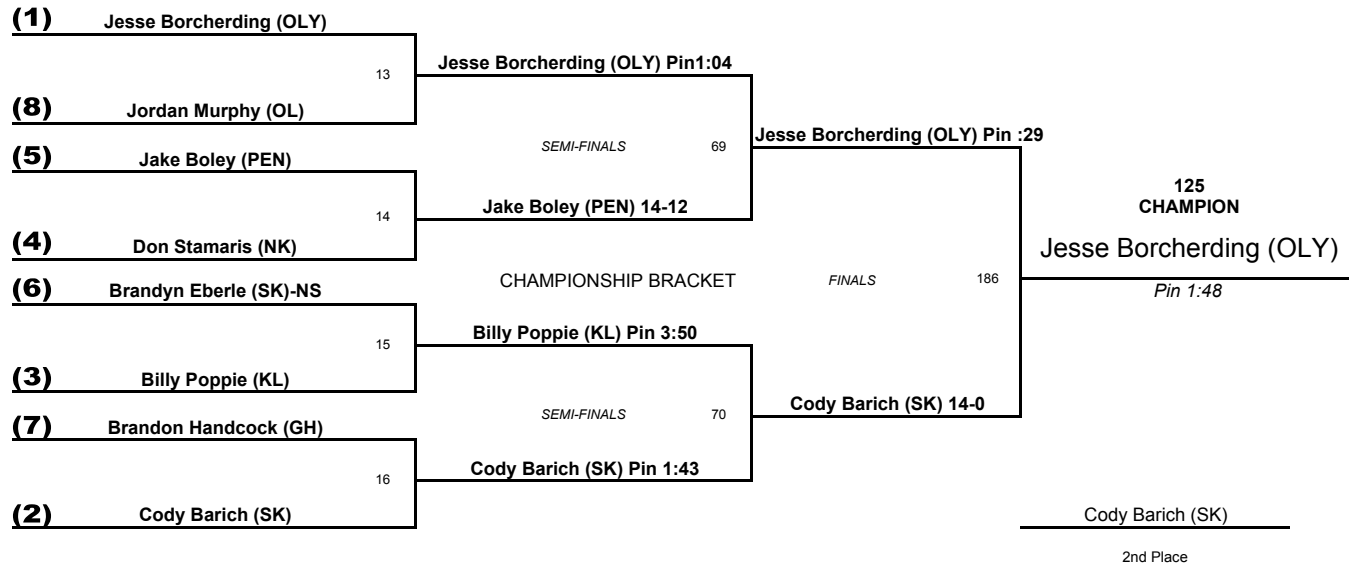 (1) Jesse Borcherding (OLY)
13 Jesse Borcherding (OLY) Pin1:04
(8) Jordan Murphy (OL)
SEMI-FINALS 69 Jesse Borcherding (OLY) Pin :29
(5) Jake Boley (PEN)
14 Jake Boley (PEN) 14-12
125
CHAMPION
(4) Don Stamaris (NK)
Jesse Borcherding (OLY)
CHAMPIONSHIP BRACKET FINALS 186
Pin 1:48
(6) Brandyn Eberle (SK)-NS
15 Billy Poppie (KL) Pin 3:50
(3) Billy Poppie (KL)
SEMI-FINALS 70 Cody Barich (SK) 14-0
(7) Brandon Handcock (GH)
16 Cody Barich (SK) Pin 1:43
(2) Cody Barich (SK)
Cody Barich (SK)
2nd Place